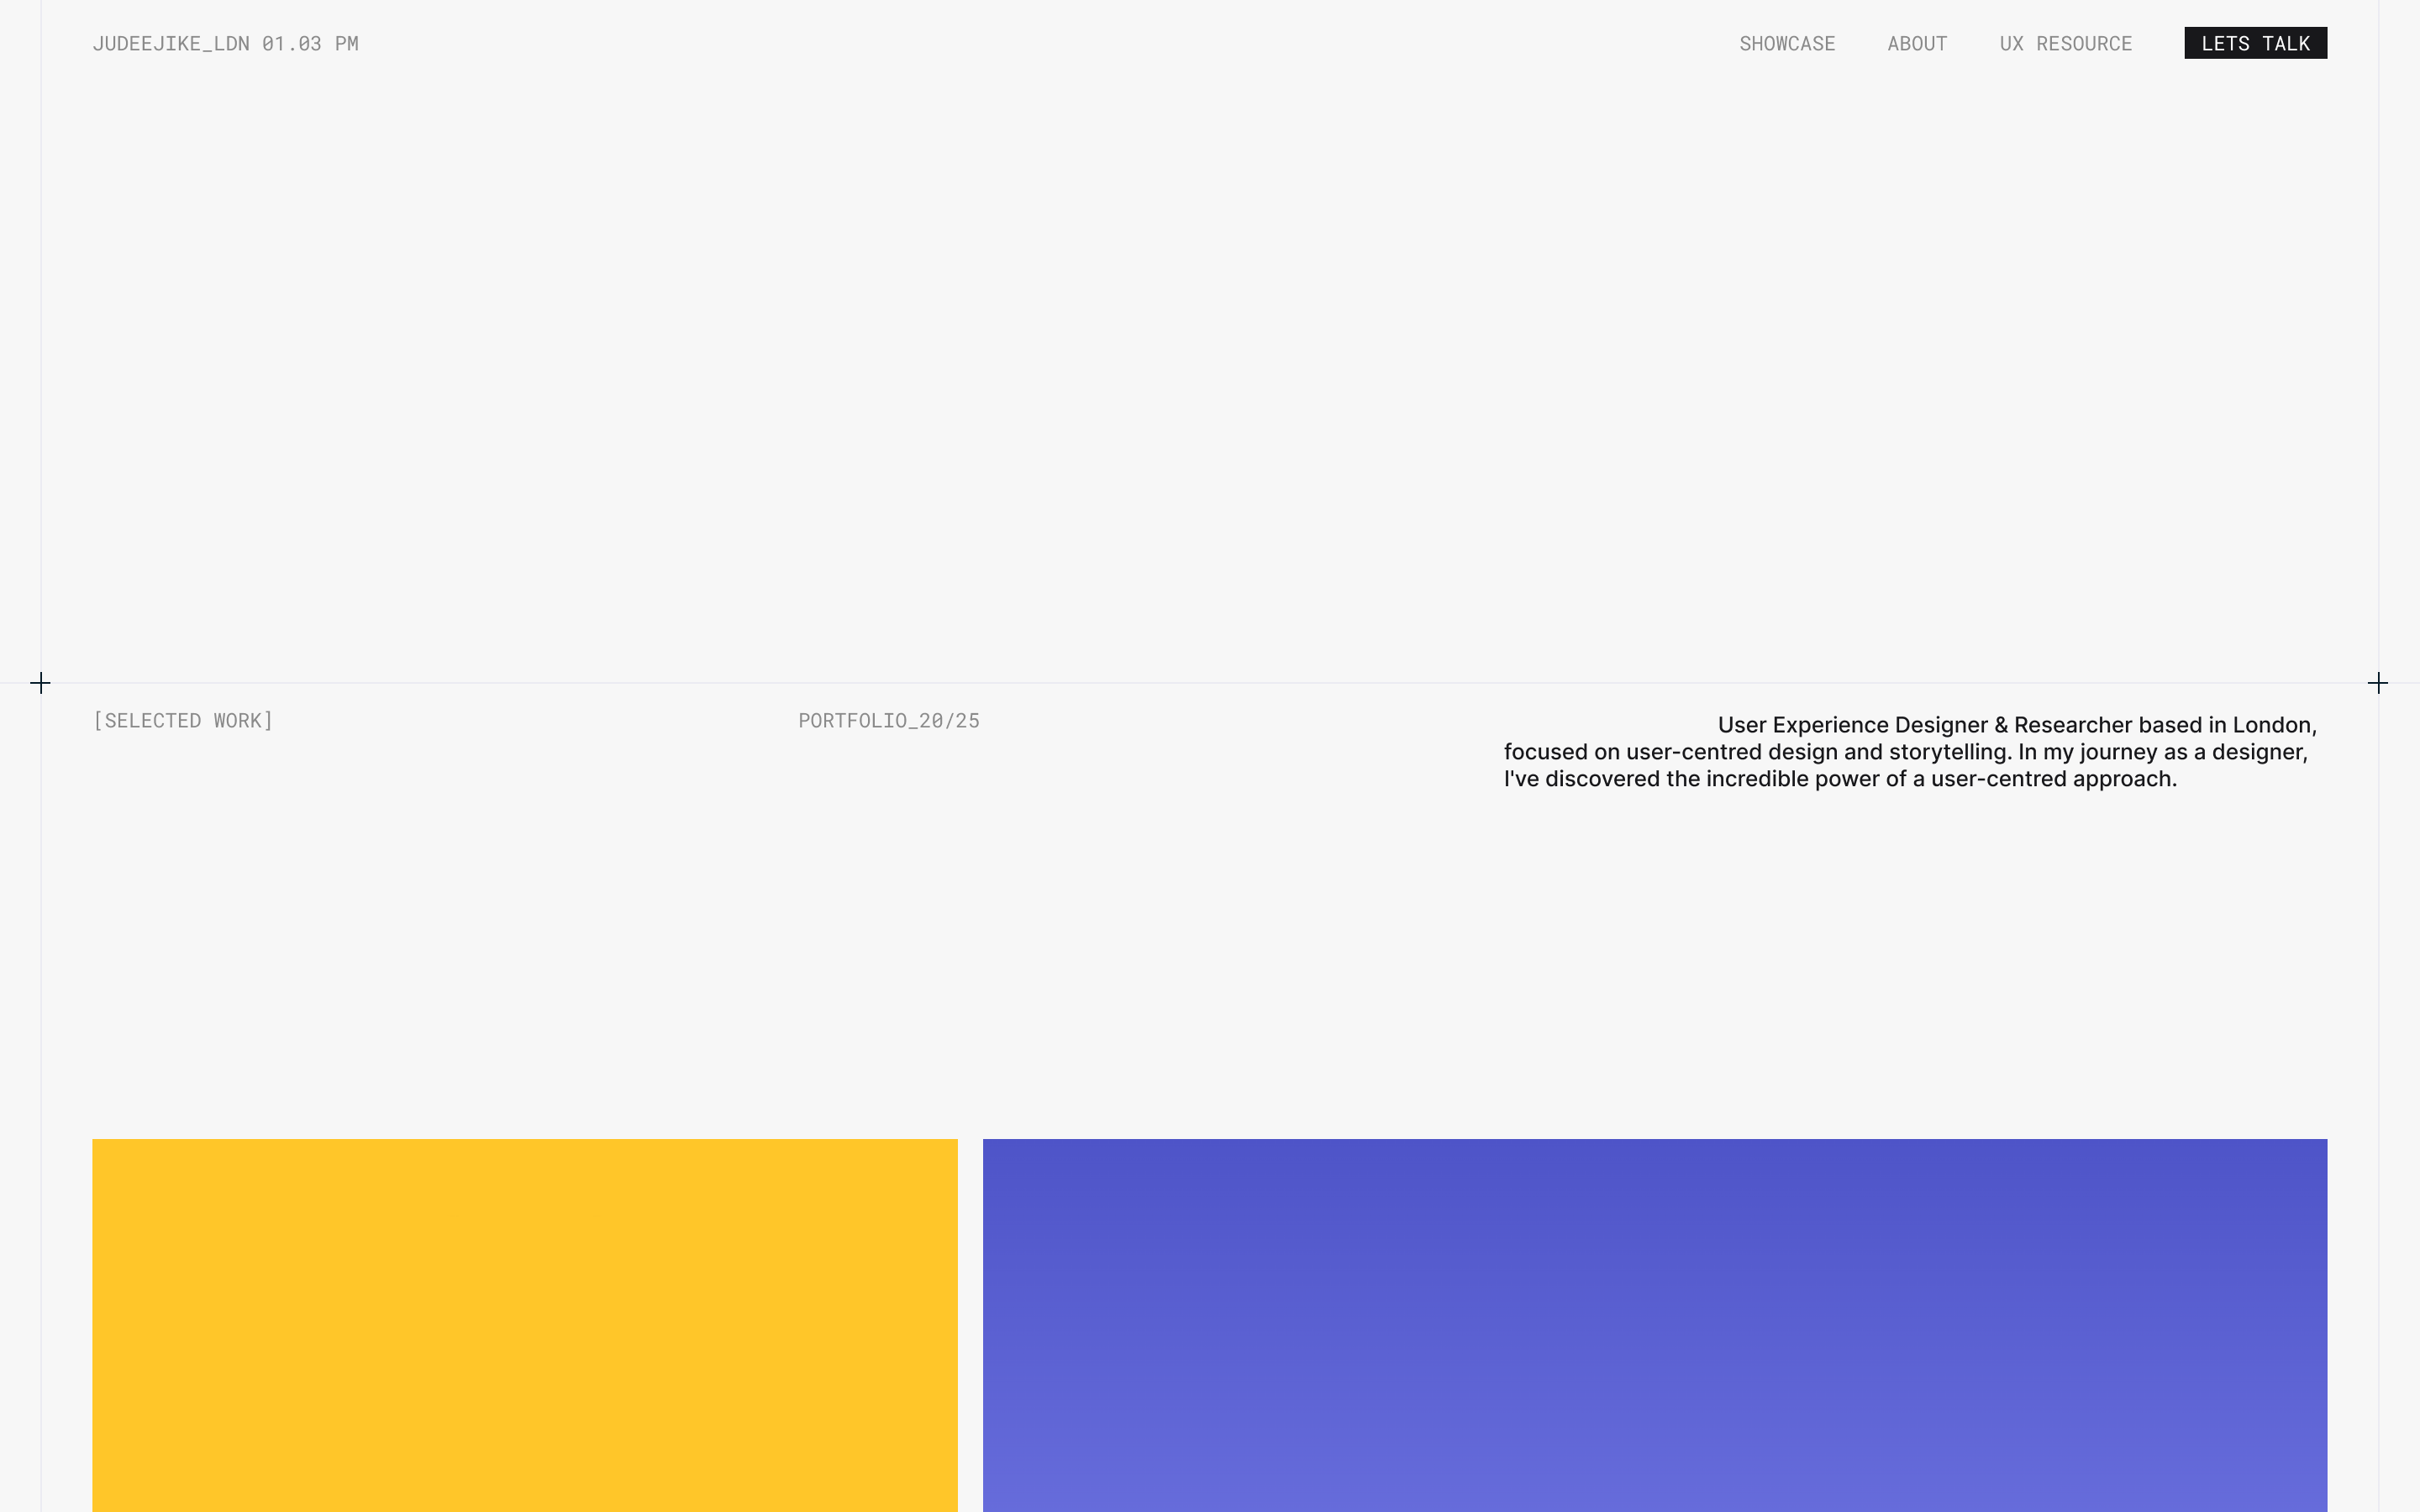 JUDEEJIKE_LDN 01.03 PM
SHOWCASE
ABOUT
UX RESOURCE
LETS TALK
[SELECTED WORK]
PORTFOLIO_20/25
User Experience Designer & Researcher based in London,
focused on user-centred design and storytelling. In my journey as a designer,
I've discovered the incredible power of a user-centred approach.